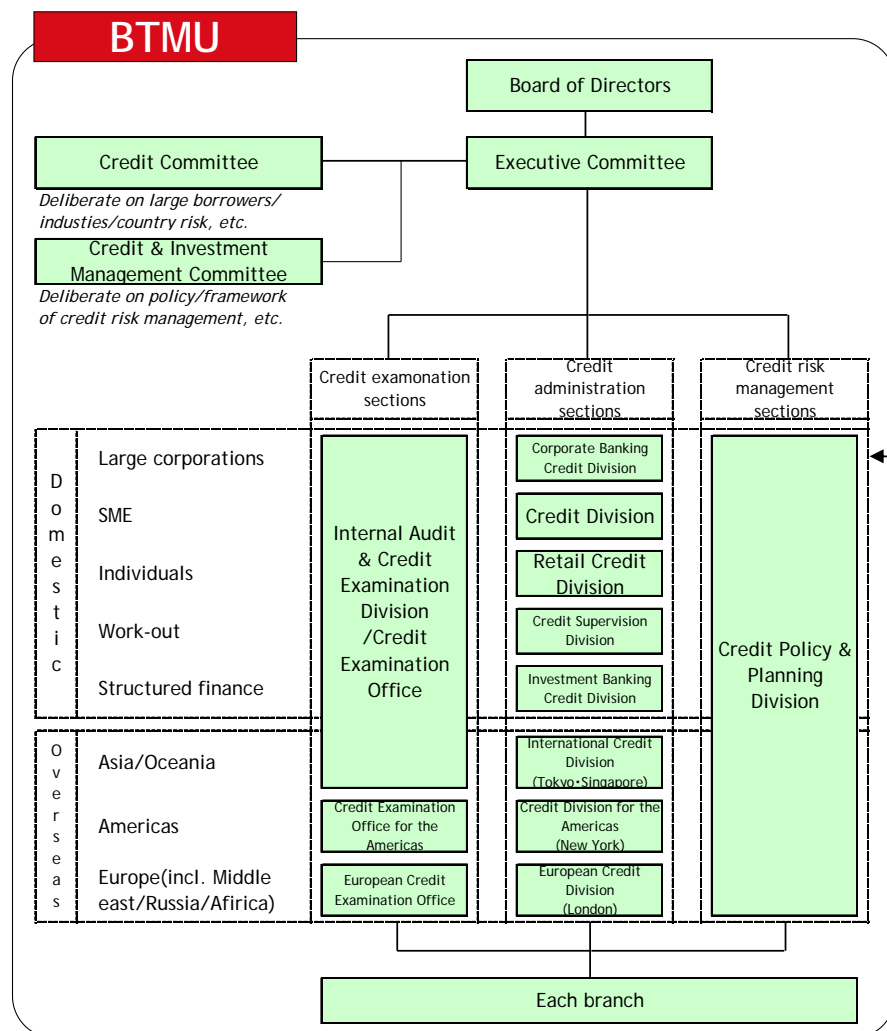 BTMU
Board of Directors
Credit Committee
Executive Committee
Deliberate on large borrowers/
industies/country risk, etc.
Credit & Investment
Management Committee
Deliberate on policy/framework
of credit risk management, etc.
Credit examonation
sections
Credit
administration
sections
Credit risk
management
sections
Domestic
Large corporations
SME
Individuals
Work-out
Structured finance
Internal Audit
& Credit
Examination
Division
/Credit
Examination
Office
Corporate Banking
Credit Division
Credit Division
Retail Credit
Division
Credit Supervision
Division
Investment Banking
Credit Division
Credit Policy &
Planning
Division
Overseas
Asia/Oceania
Americas
Europe(incl. Middle
east/Russia/Afirica)
International Credit
Division
(Tokyo・Singapore)
Credit Examination
Office for the
Americas
Credit Division for the
Americas
(New York)
European Credit
Examination Office
European Credit
Division
(London)
Each branch